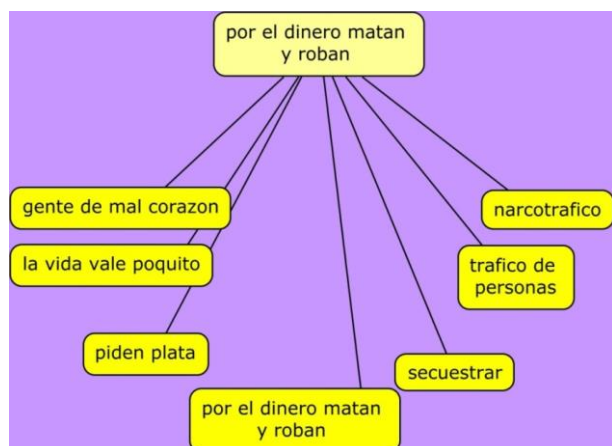 por el dinero matan
y roban
gente de mal corazon
narcotrafico
la vida vale poquito
trafico de
personas
piden plata
secuestrar
por el dinero matan
y roban